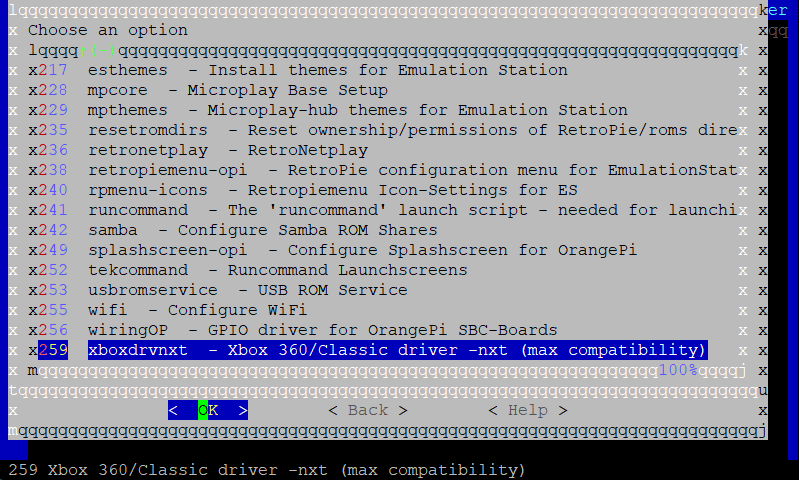 lqqqqqqqqqqqqqqqqqqqqqqqqqqqqqqqqqqqqqqqqqqqqqqqqqqqqqqqqqqqqqqqqqqqqqqqqqqker
x Choose an option xqq
x lqqqq↑(-)qqqqqqqqqqqqqqqqqqqqqqqqqqqqqqqqqqqqqqqqqqqqqqqqqqqqqqqqqqqqqqk x
x x217 esthemes - Install themes for Emulation Station x x
x x228 mpcore - Microplay Base Setup x x
x x229 mpthemes - Microplay-hub themes for Emulation Station x x
x x235 resetromdirs - Reset ownership/permissions of RetroPie/roms dire x x
x x236 retronetplay - RetroNetplay x x
x x238 retropiemenu-opi - RetroPie configuration menu for EmulationStat x x
x x240 rpmenu-icons - Retropiemenu Icon-Settings for ES x x
x x241 runcommand - The 'runcommand' launch script - needed for launchi x x
x x242 samba - Configure Samba ROM Shares x x
x x249 splashscreen-opi - Configure Splashscreen for OrangePi x x
x x252 tekcommand - Runcommand Launchscreens x x
x x253 usbromservice - USB ROM Service x x
x x255 wifi - Configure WiFi x x
x x256 wiringOP - GPIO driver for OrangePi SBC-Boards x x
x x259 xboxdrvnxt - Xbox 360/Classic driver -nxt (max compatibility) x x
x mqqqqqqqqqqqqqqqqqqqqqqqqqqqqqqqqqqqqqqqqqqqqqqqqqqqqqqqqqqqqqq100%qqqqj x
tqqqqqqqqqqqqqqqqqqqqqqqqqqqqqqqqqqqqqqqqqqqqqqqqqqqqqqqqqqqqqqqqqqqqqqqqqqu
x < OK > < Back > < Help > x
mqqqqqqqqqqqqqqqqqqqqqqqqqqqqqqqqqqqqqqqqqqqqqqqqqqqqqqqqqqqqqqqqqqqqqqqqqqj
259 Xbox 360/Classic driver -nxt (max compatibility)